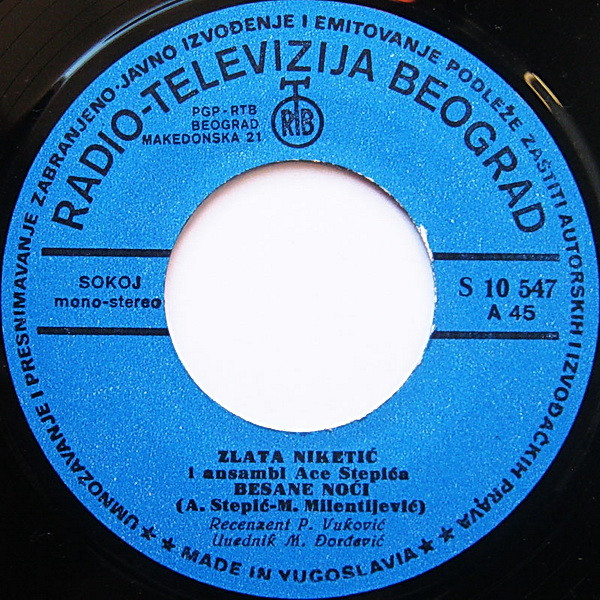 UMNOŽAVANJE I PRESNIMAVANJE ZABRANJENO·JAVNO IZVOĐENJE I EMITOVANJE PODLEŽE ZAŠTITI AUTORSKIH I IZVOĐAČKIH PRAVA
RADIO-TELEVIZIJA BEOGRAD
PGP-RTB
BEOGRAD
MAKEDONSKA 21
RTB
SOKOJ
mono-stereo
S 10 547
A 45
ZLATA NIKETIĆ
i ansambl Ace Stepića
BESANE NOĆI
(A. Stepić-M. Milentijević)
Recenzent P. Vuković
Urednik M. Đorđević
★ ★ MADE IN YUGOSLAVIA ★ ★